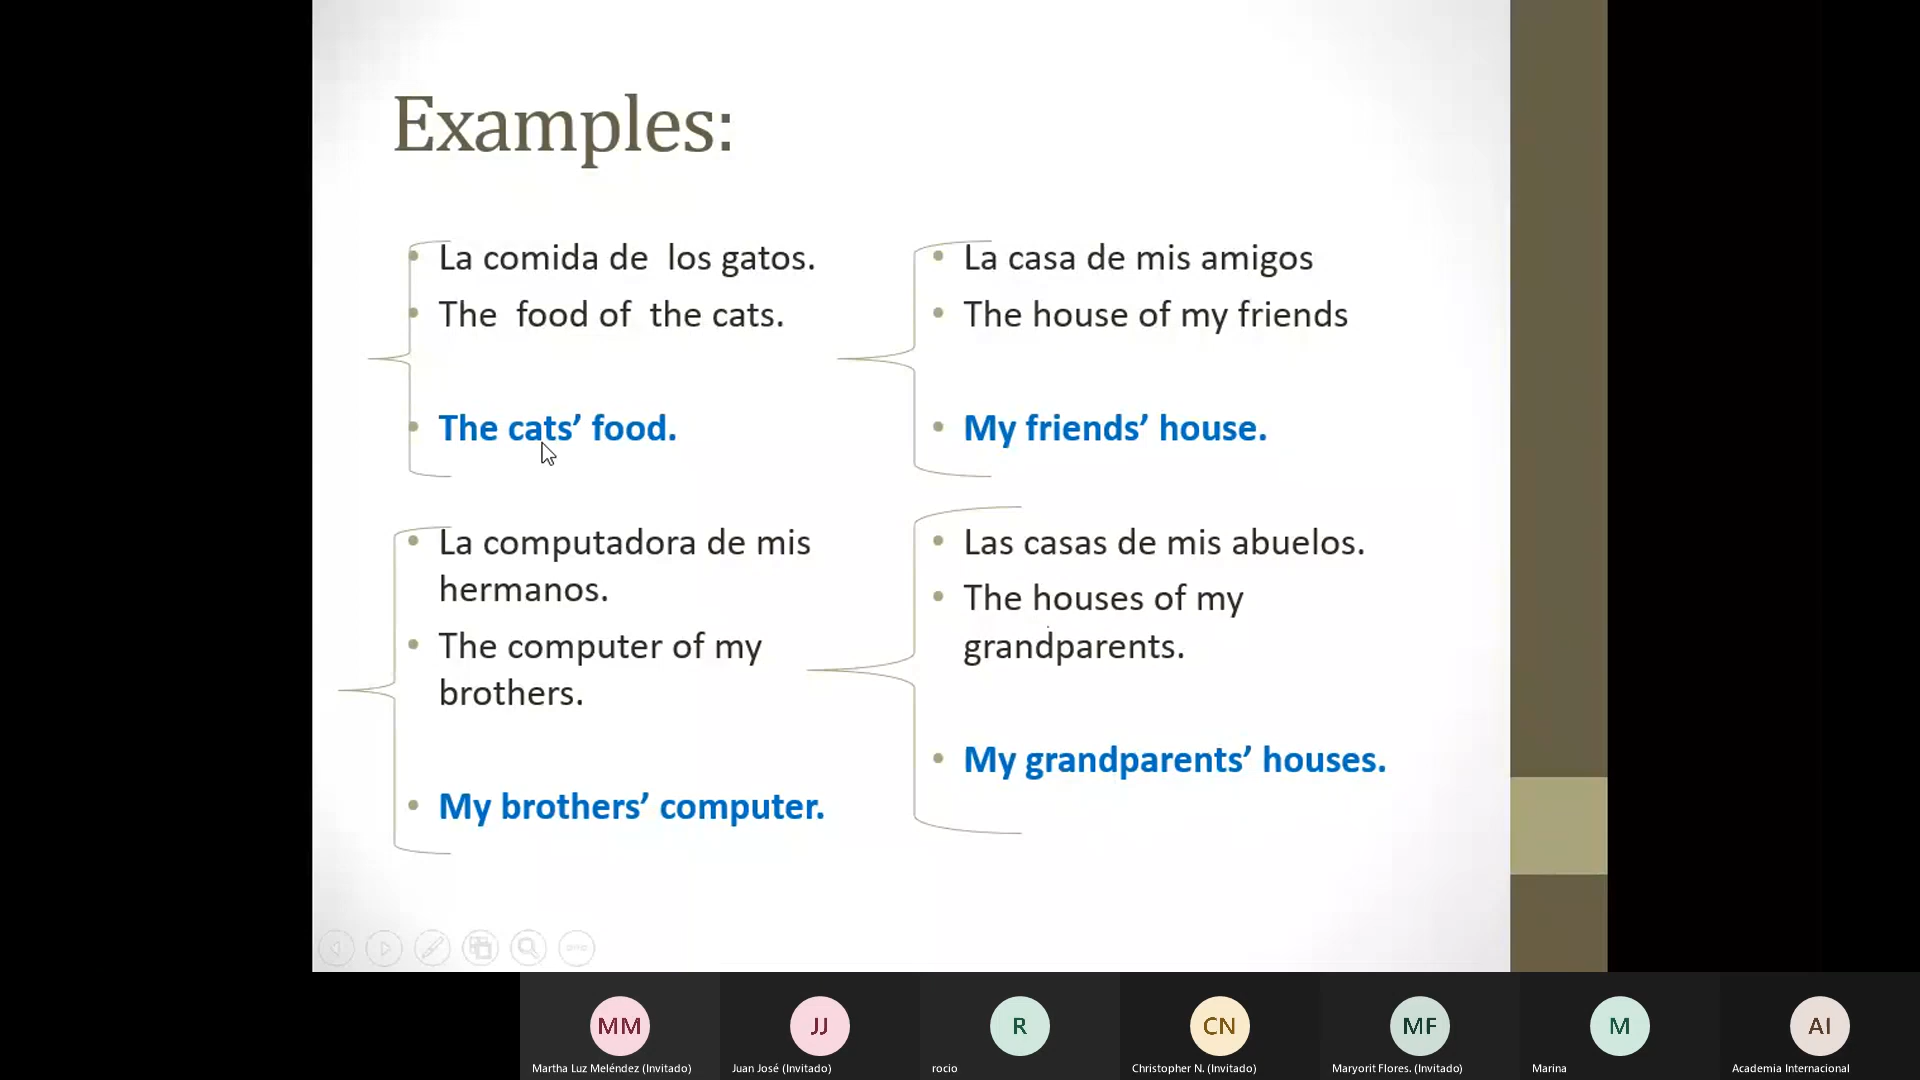 Examples:
La comida de  los gatos.
The  food of  the cats.
The cats’ food.
La computadora de mis
hermanos.
The computer of my
brothers.
My brothers’ computer.
La casa de mis amigos
The house of my friends
My friends’ house.
Las casas de mis abuelos.
The houses of my
grandparents.
My grandparents’ houses.
MM
JJ
R
CN
MF
M
AI
Martha Luz Meléndez (Invitado)
Juan José (Invitado)
rocio
Christopher N. (Invitado)
Maryorit Flores. (Invitado)
Marina
Academia Internacional